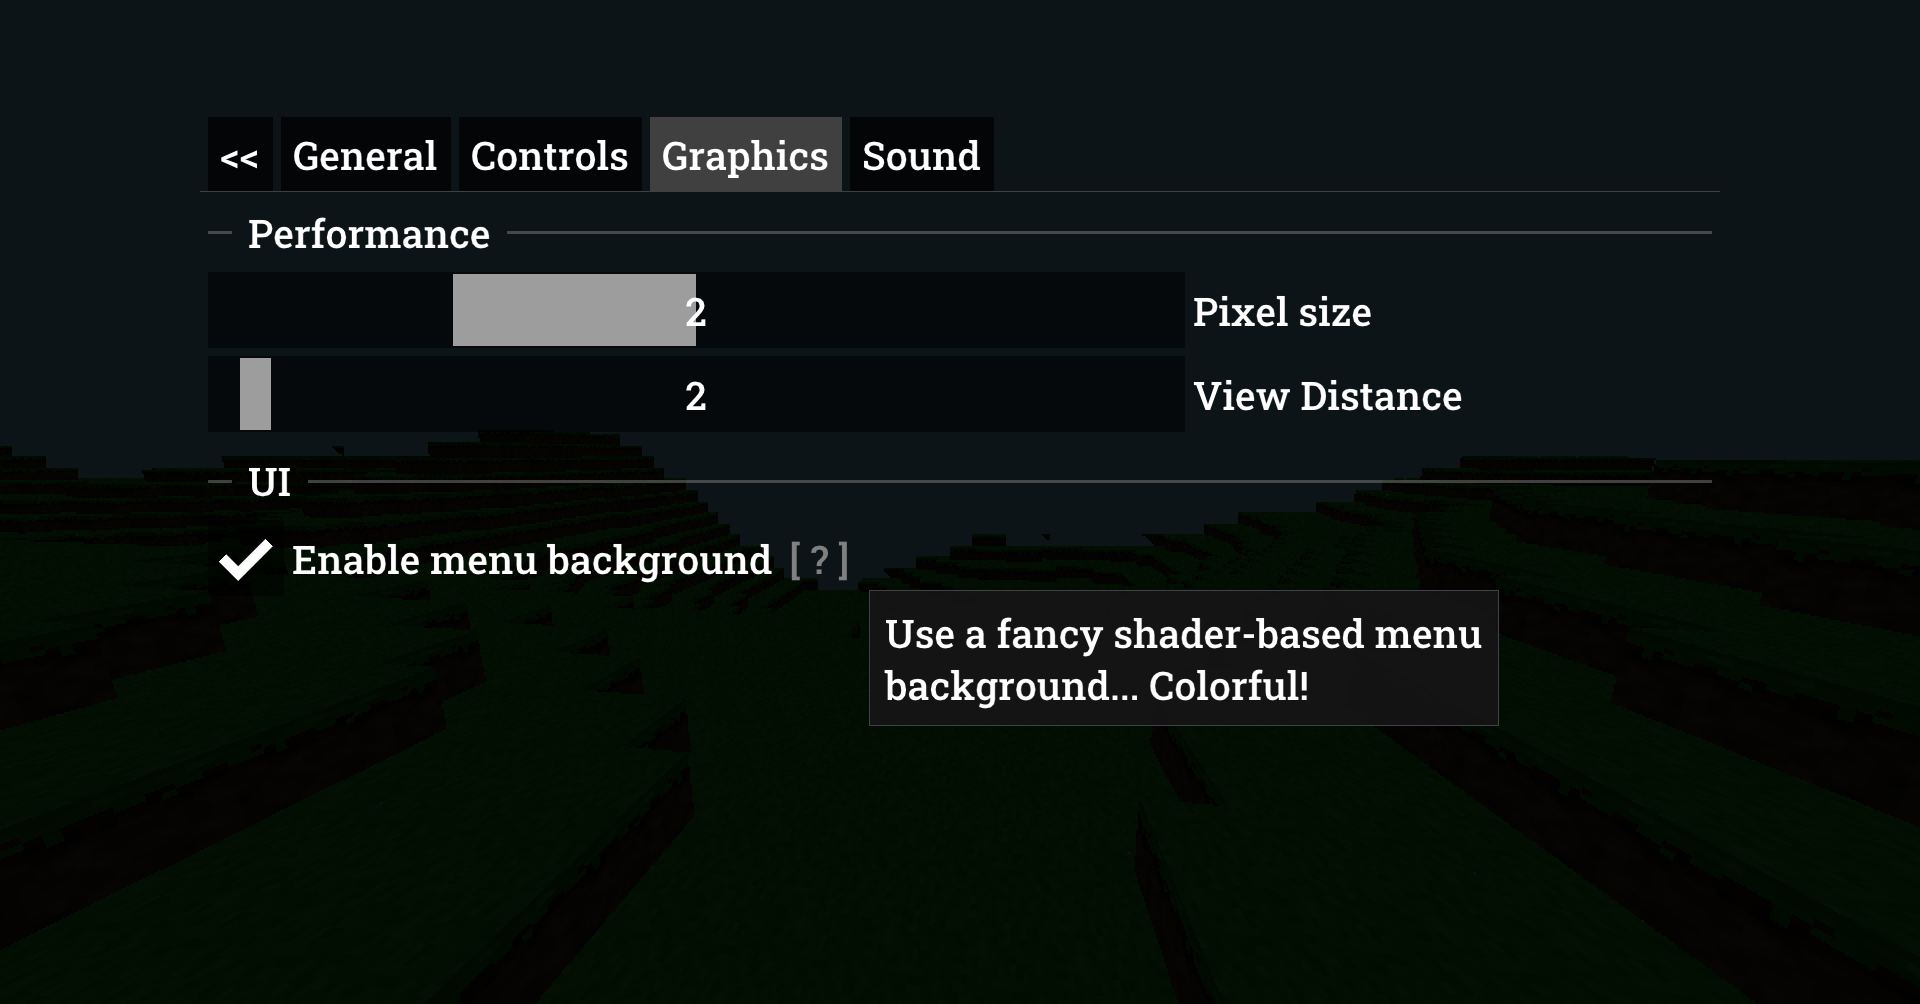 << General Controls Graphics Sound
Performance
2 Pixel size
2 View Distance
UI
Enable menu background [?]
Use a fancy shader-based menu
background... Colorful!